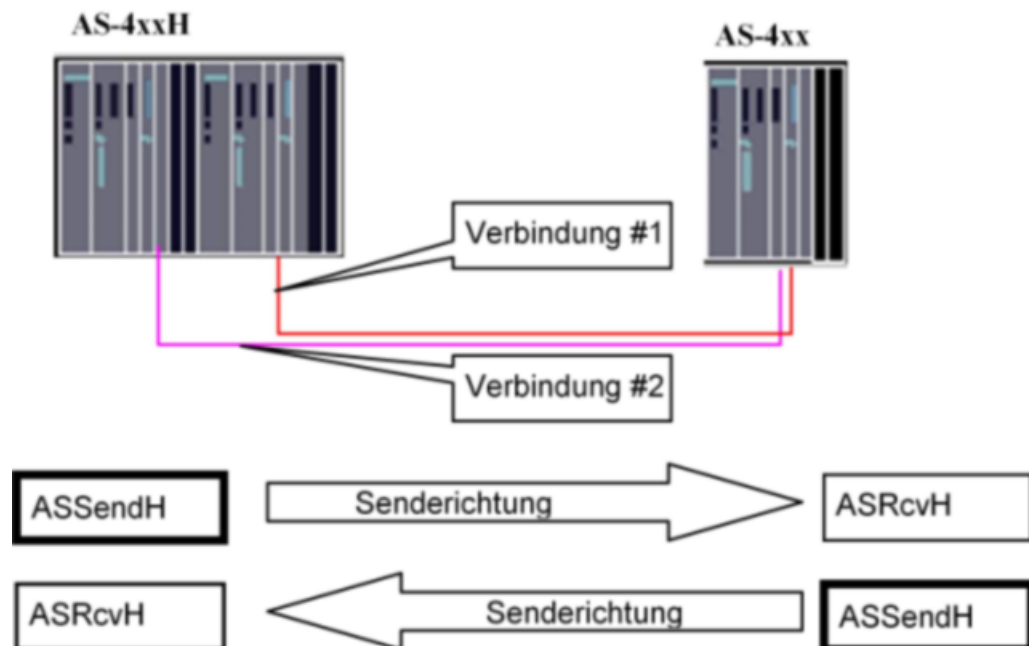 AS-4xxH
AS-4xx
Verbindung #1
Verbindung #2
ASSendH
Senderichtung
ASRcvH
ASRcvH
Senderichtung
ASSendH